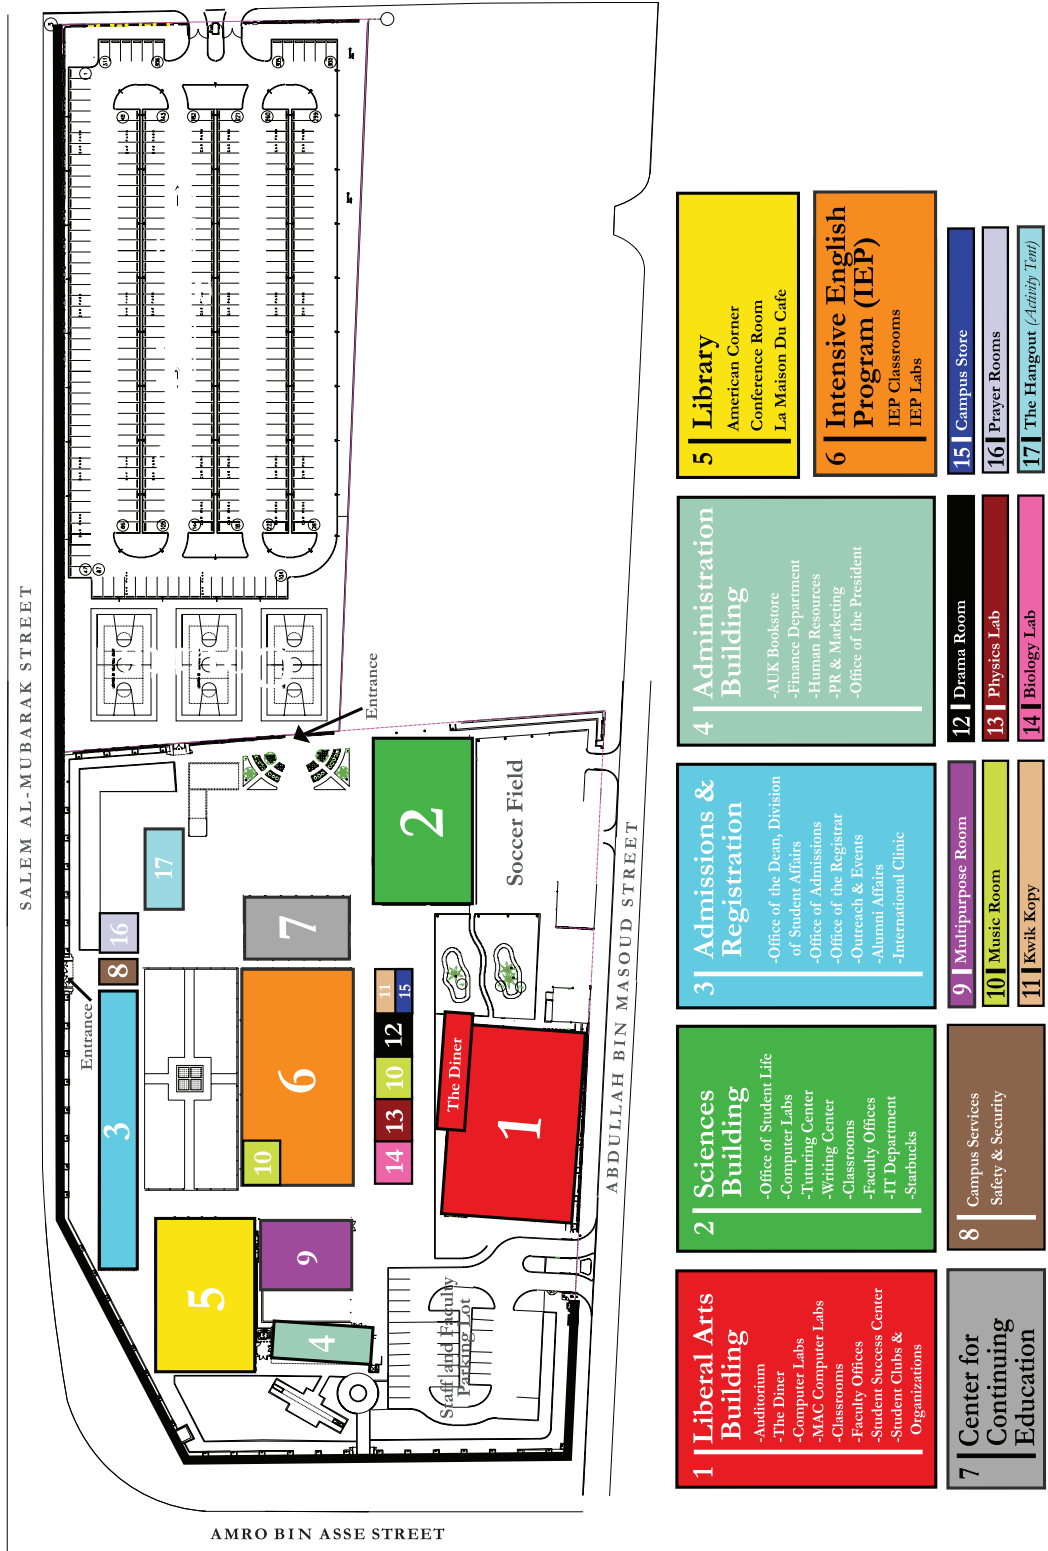 SALEM AL-MUBARAK STREET
Entrance
Entrance
3
8
16
17
7
2
Soccer Field
5
10
6
11
15
12
10
13
14
The Diner
1
9
4
Staff and Faculty
Parking Lot
ABDULLAH BIN MASOUD STREET
AMRO BIN ASSE STREET
1 Liberal Arts
Building
-Auditorium
-The Diner
-Computer Labs
-MAC Computer Labs
-Classrooms
-Faculty Offices
-Student Success Center
-Student Clubs &
Organizations
2 Sciences
Building
-Office of Student Life
-Computer Labs
-Tutoring Center
-Writing Center
-Classrooms
-Faculty Offices
-IT Department
-Starbucks
3 Admissions &
Registration
-Office of the Dean, Division
of Student Affairs
-Office of Admissions
-Office of the Registrar
-Outreach & Events
-Alumni Affairs
-International Clinic
4 Administration
Building
-AUK Bookstore
-Finance Department
-Human Resources
-PR & Marketing
-Office of the President
5 Library
American Corner
Conference Room
La Maison Du Cafe
6 Intensive English
Program (IEP)
IEP Classrooms
IEP Labs
7 Center for
Continuing
Education
8 Campus Services
Safety & Security
9 Multipurpose Room
10 Music Room
11 Kwik Kopy
12 Drama Room
13 Physics Lab
14 Biology Lab
15 Campus Store
16 Prayer Rooms
17 The Hangout (Activity Tent)